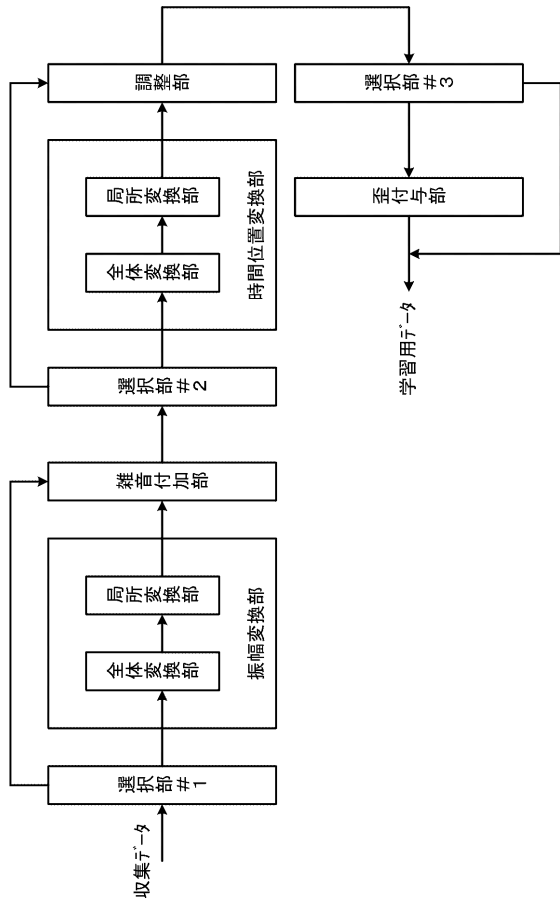 収集データ
選択部#1
全体変換部
局所変換部
振幅変換部
雑音付加部
選択部#2
全体変換部
局所変換部
時間位置変換部
調整部
選択部#3
歪付与部
学習用データ